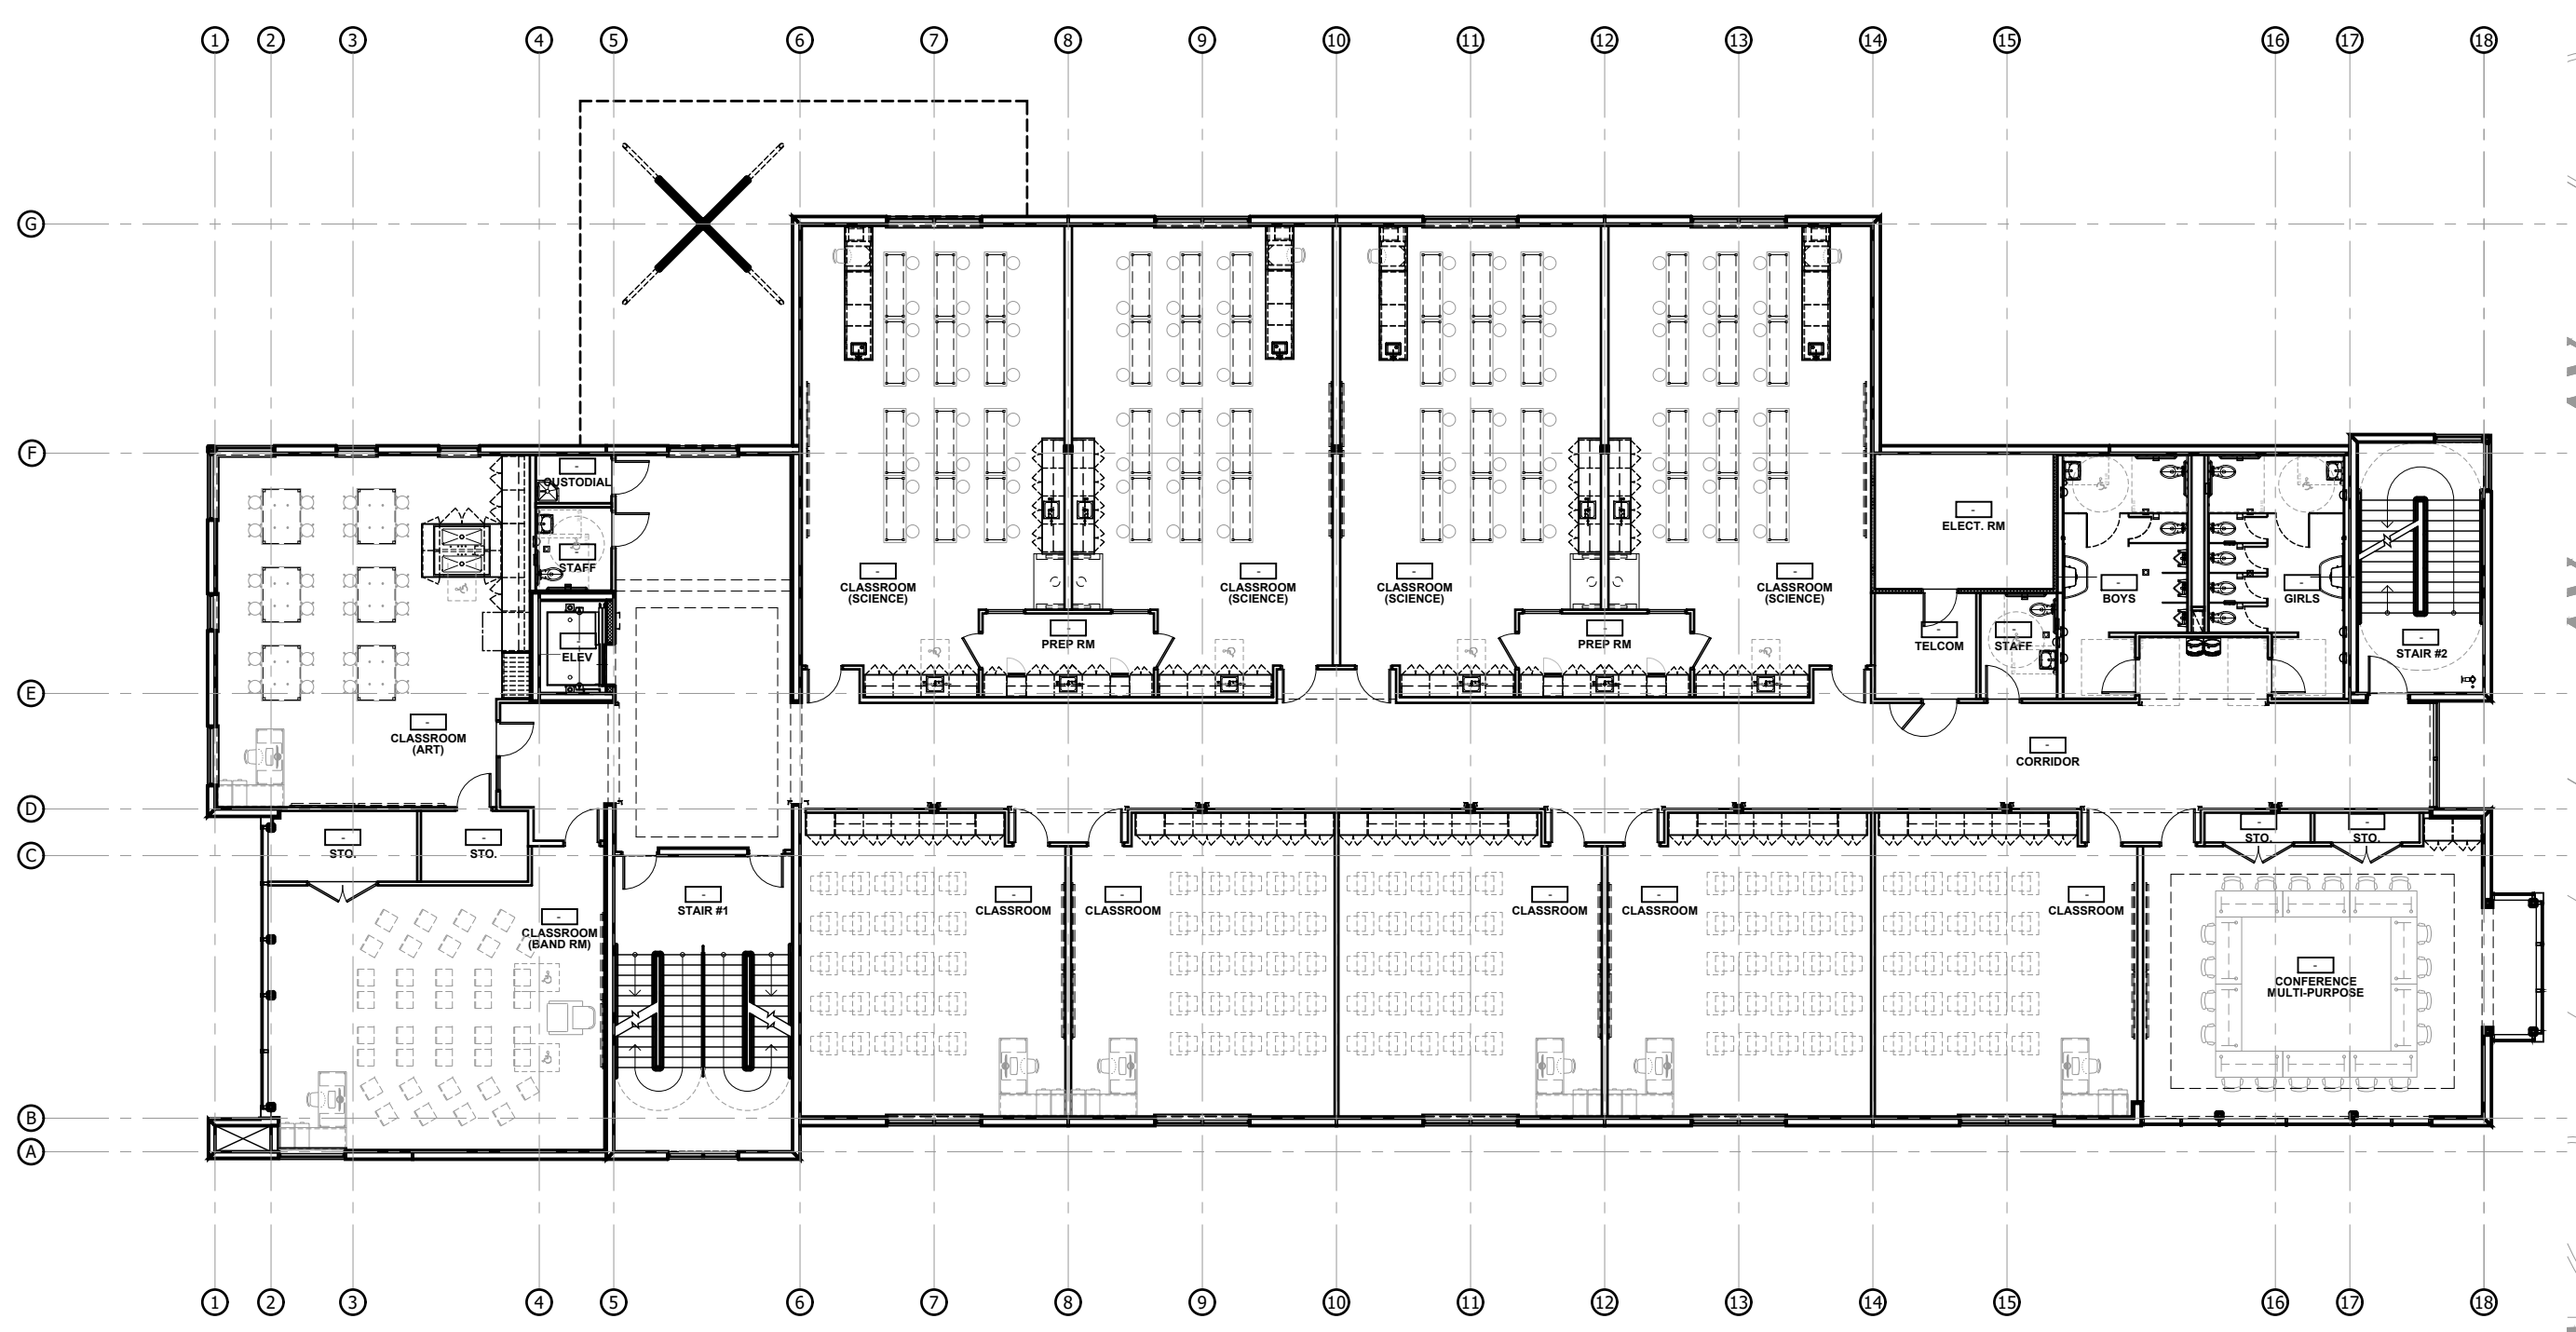 1 2 3 4 5 6 7 8 9 10 11 12 13 14 15 16 17 18
G
F
CUSTODIAL
STAFF
ELEV
CLASSROOM
(SCIENCE)
CLASSROOM
(SCIENCE)
CLASSROOM
(SCIENCE)
CLASSROOM
(SCIENCE)
PREP RM
PREP RM
ELECT. RM
TELCOM
STAFF
BOYS
GIRLS
STAIR #2
E
CLASSROOM
(ART)
CORRIDOR
D
STO.
STO.
STO.
STO.
C
CLASSROOM
(BAND RM)
STAIR #1
CLASSROOM
CLASSROOM
CLASSROOM
CLASSROOM
CLASSROOM
CONFERENCE
MULTI-PURPOSE
B
A
1 2 3 4 5 6 7 8 9 10 11 12 13 14 15 16 17 18